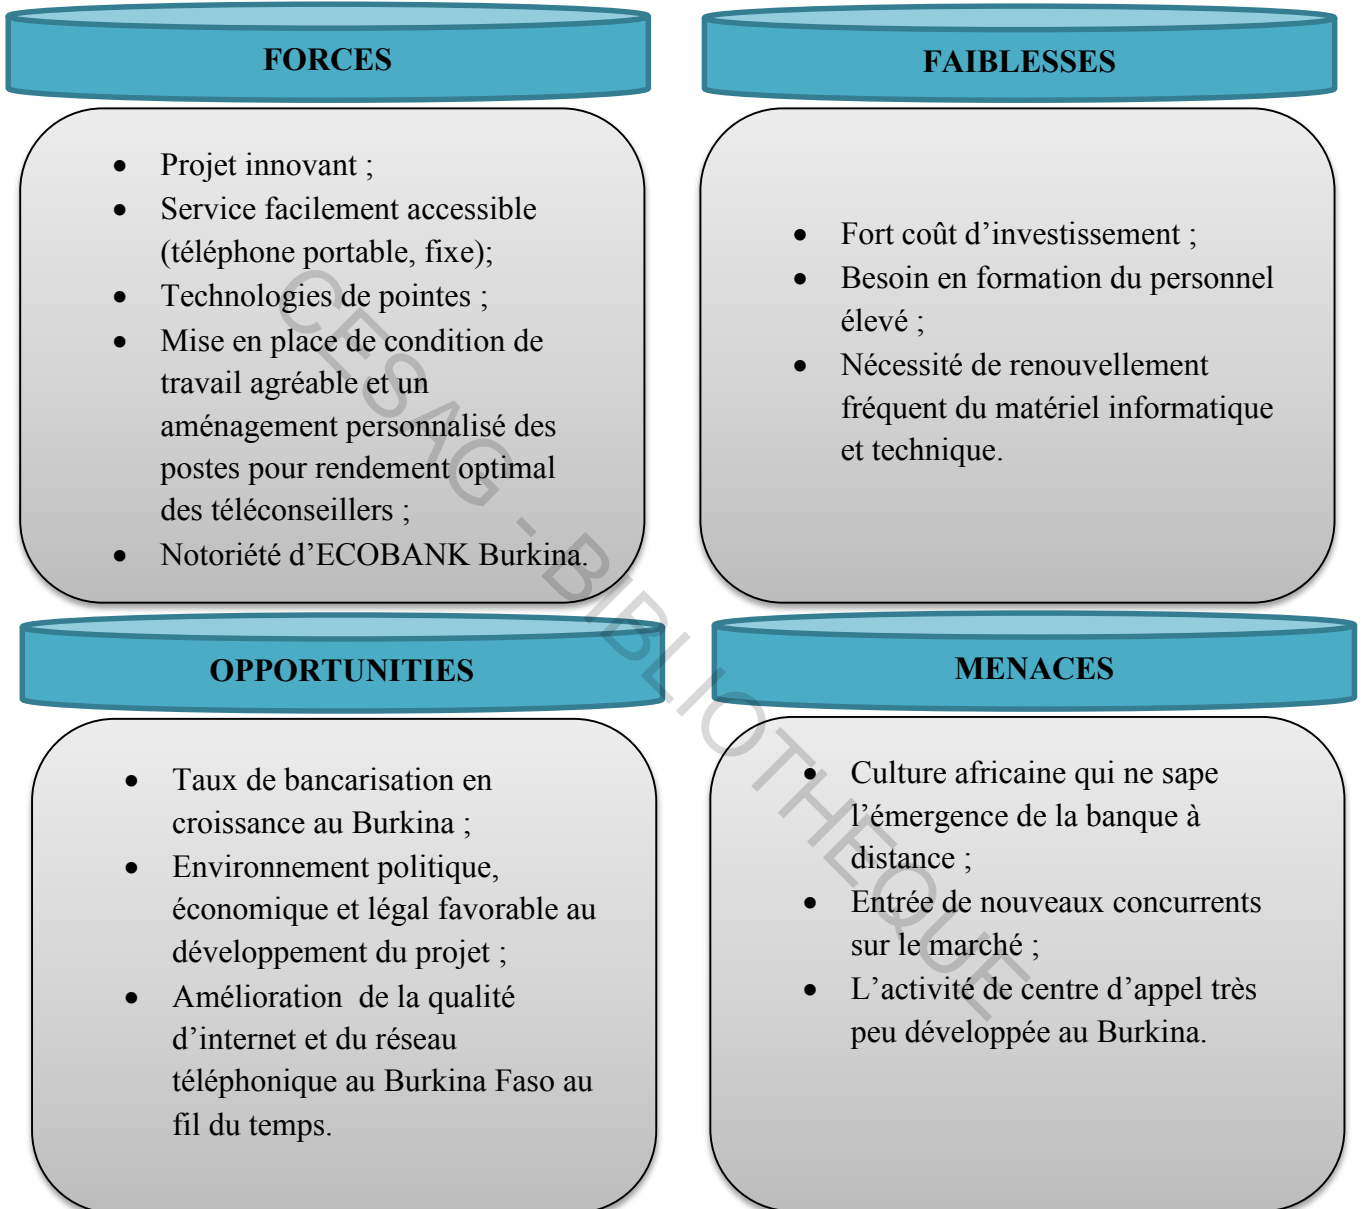 FORCES
Projet innovant ;
Service facilement accessible
(téléphone portable, fixe);
Technologies de pointes ;
Mise en place de condition de
travail agréable et un
aménagement personnalisé des
postes pour rendement optimal
des téléconseillers ;
Notoriété d’ECOBANK Burkina.
FAIBLESSES
Fort coût d’investissement ;
Besoin en formation du personnel
élevé ;
Nécessité de renouvellement
fréquent du matériel informatique
et technique.
OPPORTUNITIES
Taux de bancarisation en
croissance au Burkina ;
Environnement politique,
économique et légal favorable au
développement du projet ;
Amélioration de la qualité
d’internet et du réseau
téléphonique au Burkina Faso au
fil du temps.
MENACES
Culture africaine qui ne sape
l’émergence de la banque à
distance ;
Entrée de nouveaux concurrents
sur le marché ;
L’activité de centre d’appel très
peu développée au Burkina.
CESAG - BIBLIOTHEQUE